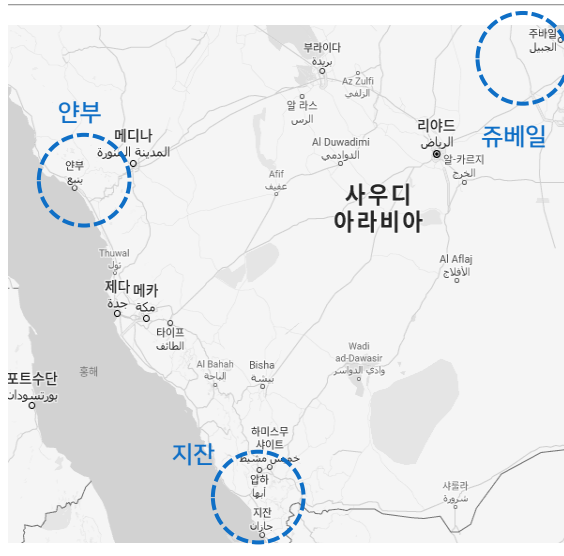 부라이다
بريدة
Az Zulfi
الزلفي
주바일
الجبيل
쥬베일
알 라스
الرس
얀부
메디나
المدينة المنورة
얀부
ينبع
Al Duwadimi
الدوادمي
리야드
الرياض
알-카르지
الخرج
Afif
عفيف
사우디
아라비아
Thuwal
ثول
Al Aflaj
الأفلاج
제다
جدة
메카
مكة
타이프
الطائف
홍해
포트수단
بورتسودان
Al Bahah
الباحة
Bisha
بيشة
Wadi
ad-Dawasir
وادي الدواسر
지잔
하미스무
샤이트
خميس مشيط
압하
أبها
지잔
جازان
샤룰라
شرورة